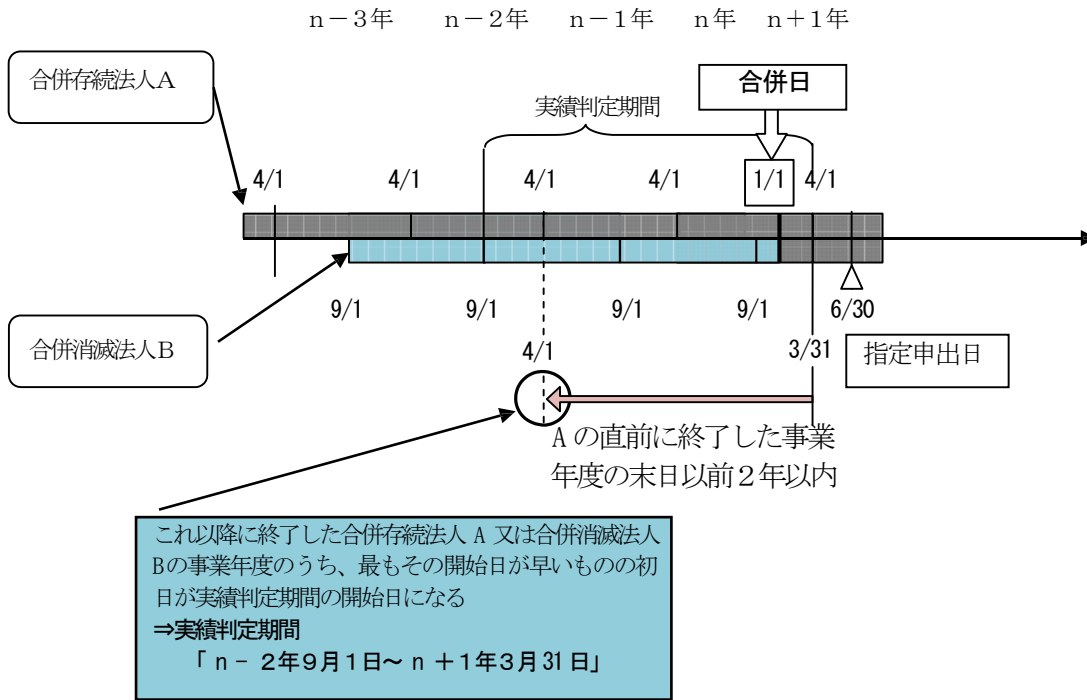 n－3年 n－2年 n－1年 n年 n＋1年
合併存続法人A
合併日
実績判定期間
4/1 4/1 4/1 4/1 1/1 4/1
9/1 9/1 9/1 9/1 6/30
合併消滅法人B
4/1 3/31
指定申出日
Aの直前に終了した事業
年度の末日以前２年以内
これ以降に終了した合併存続法人 A 又は合併消滅法人
Bの事業年度のうち、最もその開始日が早いものの初
日が実績判定期間の開始日になる
⇒実績判定期間
「 n－ 2年９月１日～ n ＋１年３月 31 日」